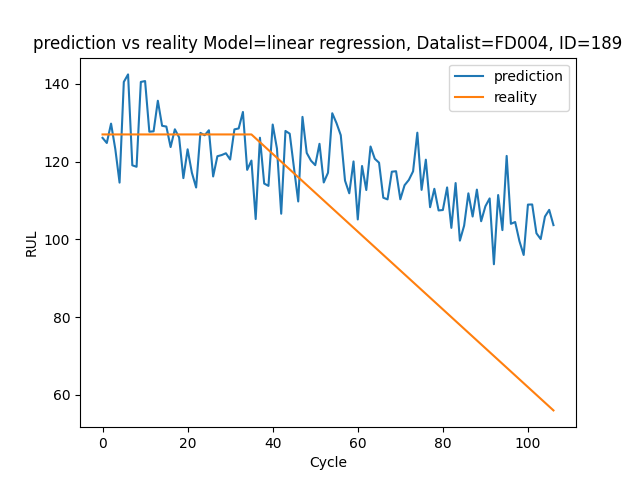 prediction vs reality Model=linear regression, Datalist=FD004, ID=189
prediction
reality
RUL
140
120
100
80
60
0 20 40 60 80 100
Cycle